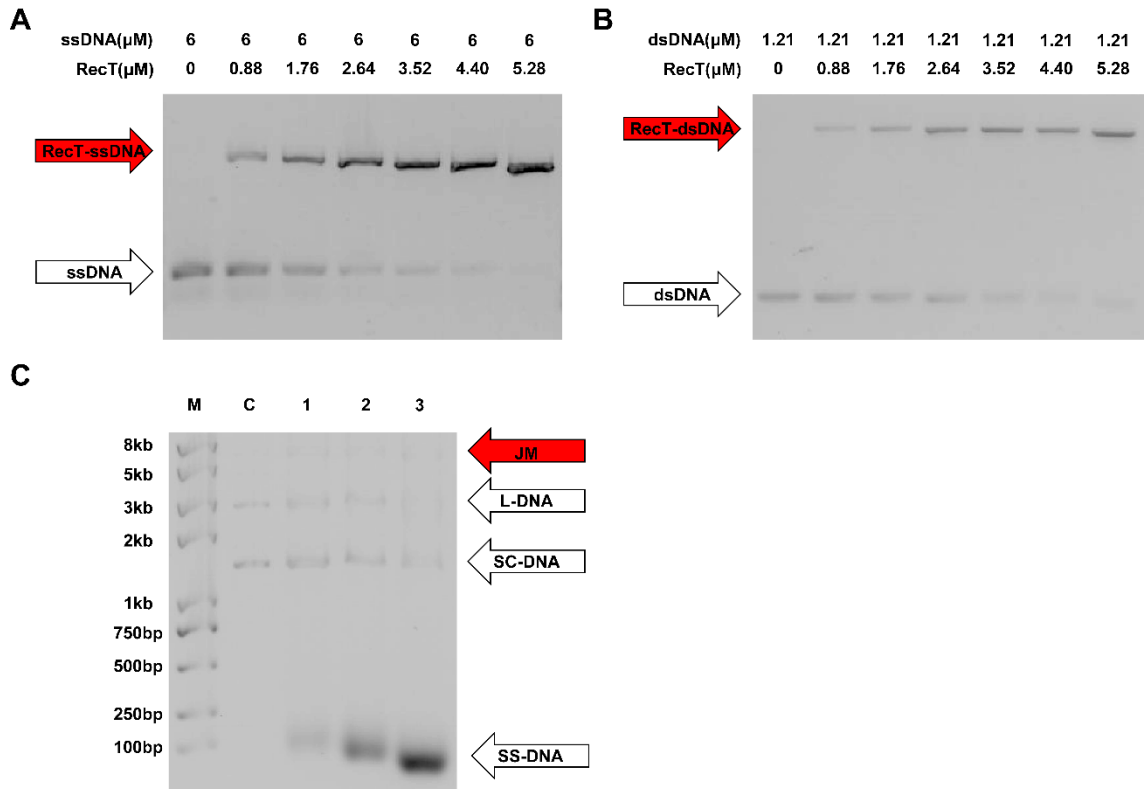 A
ssDNA(μM) 6 6 6 6 6 6 6
RecT(μM) 0 0.88 1.76 2.64 3.52 4.40 5.28
RecT-ssDNA
ssDNA
B
dsDNA(μM) 1.21 1.21 1.21 1.21 1.21 1.21 1.21
RecT(μM) 0 0.88 1.76 2.64 3.52 4.40 5.28
RecT-dsDNA
dsDNA
C
M C 1 2 3
8kb
JM
5kb
L-DNA
3kb
2kb
SC-DNA
1kb
750bp
500bp
250bp
100bp
SS-DNA